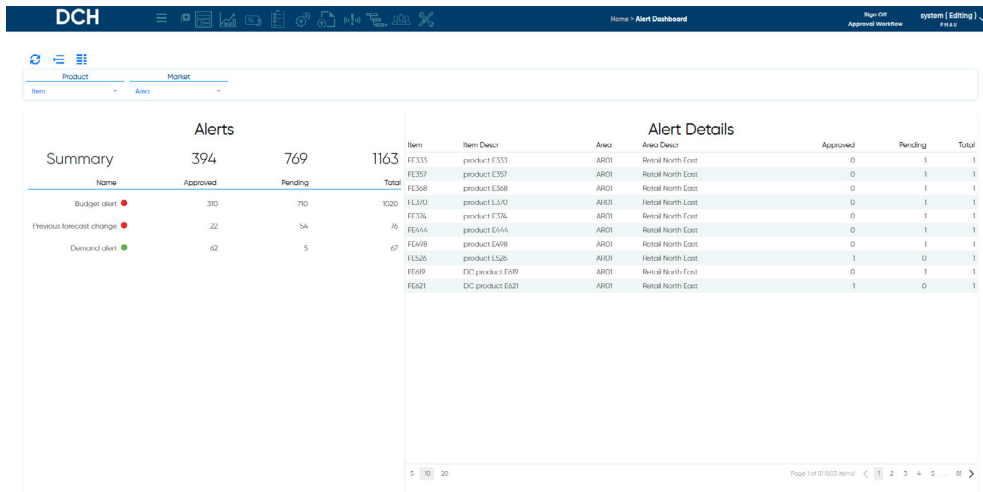 DCH
Home > Alert Dashboard
Sign Off
Approval Workflow
system ( Editing )
PMAU
Product Market
Item Area
Alerts
Summary 394 769 1163
Name Approved Pending Total
Budget alert 310 710 1020
Previous forecast change 22 54 76
Demand alert 62 5 67
Alert Details
Item Item Descr Area Area Descr Approved Pending Total
FE333 product E333 AR01 Retail North East 0 1 1
FE357 product E357 AR01 Retail North East 0 1 1
FE368 product E368 AR01 Retail North East 0 1 1
FE370 product E370 AR01 Retail North East 0 1 1
FE374 product E374 AR01 Retail North East 0 1 1
FE444 product E444 AR01 Retail North East 0 1 1
FE498 product E498 AR01 Retail North East 0 1 1
FE526 product E526 AR01 Retail North East 1 0 1
FE619 DC product E619 AR01 Retail North East 0 1 1
FE621 DC product E621 AR01 Retail North East 1 0 1
5 10 20
Page 1 of 81 (803 items) 1 2 3 4 5 ... 81